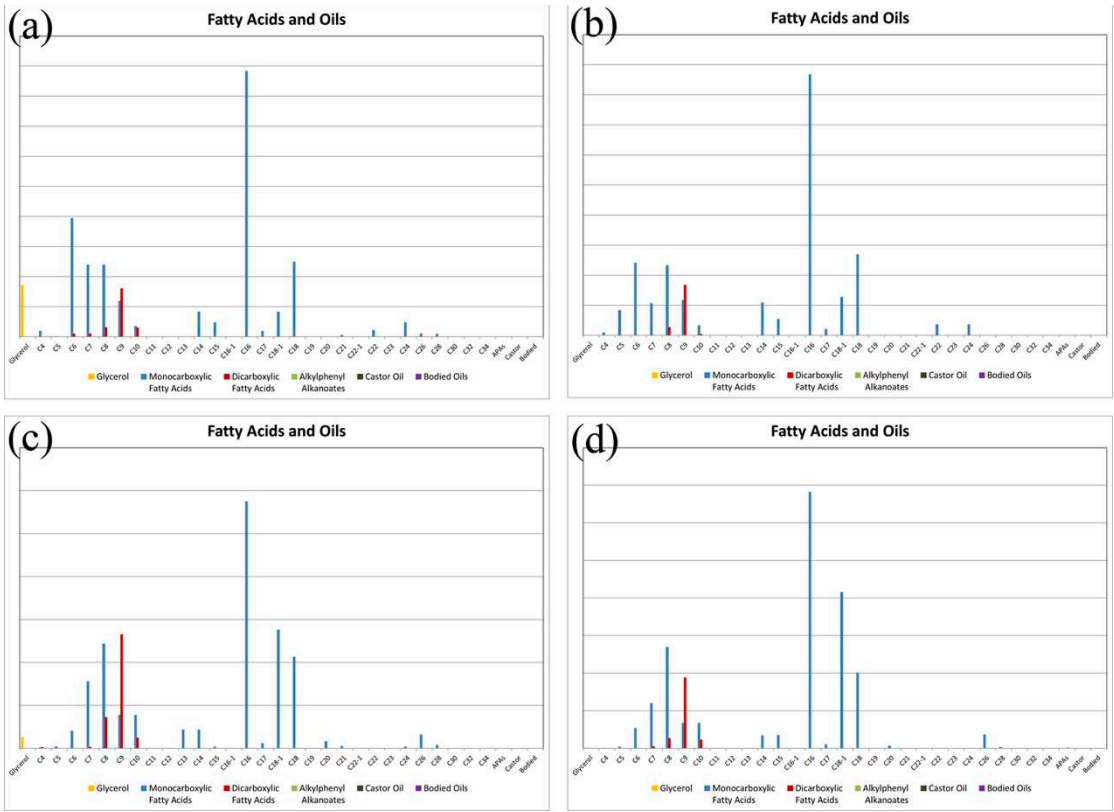 (a)
Fatty Acids and Oils
Glycerol C4 C5 C6 C7 C8 C9 C10 C11 C12 C13 C14 C15 C16-1 C16 C17 C18-1 C18 C19 C20 C21 C22-1 C22 C24 C26 C28 C30 C32 C34 APAs Castor Bodied
Glycerol Monocarboxylic Dicarboxylic Alkylphenyl Castor Oil Bodied Oils
Fatty Acids Fatty Acids Alkanoates
(b)
Fatty Acids and Oils
Glycerol C4 C5 C6 C7 C8 C9 C10 C11 C12 C13 C14 C15 C16-1 C16 C17 C18-1 C18 C19 C20 C21 C22-1 C22 C24 C26 C28 C30 C32 C34 APAs Castor Bodied
Glycerol Monocarboxylic Dicarboxylic Alkylphenyl Castor Oil Bodied Oils
Fatty Acids Fatty Acids Alkanoates
(c)
Fatty Acids and Oils
Glycerol C4 C5 C6 C7 C8 C9 C10 C11 C12 C13 C14 C15 C16-1 C16 C17 C18-1 C18 C19 C20 C21 C22-1 C22 C24 C26 C28 C30 C32 C34 APAs Castor Bodied
Glycerol Monocarboxylic Dicarboxylic Alkylphenyl Castor Oil Bodied Oils
Fatty Acids Fatty Acids Alkanoates
(d)
Fatty Acids and Oils
Glycerol C4 C5 C6 C7 C8 C9 C10 C11 C12 C13 C14 C15 C16-1 C16 C17 C18-1 C18 C19 C20 C21 C22-1 C22 C24 C26 C28 C30 C32 C34 APAs Castor Bodied
Glycerol Monocarboxylic Dicarboxylic Alkylphenyl Castor Oil Bodied Oils
Fatty Acids Fatty Acids Alkanoates